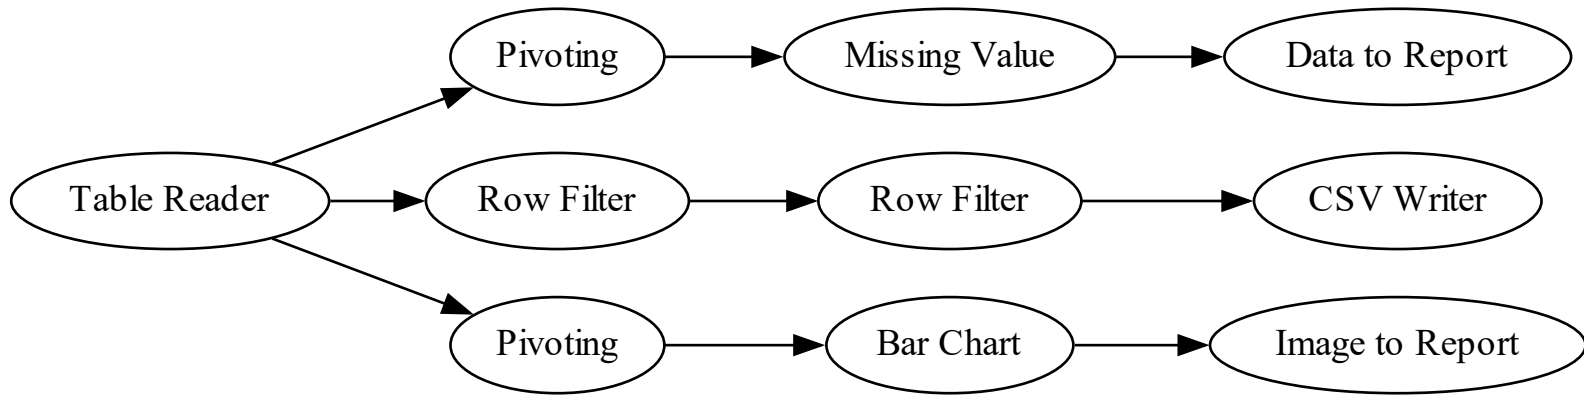 Pivoting
Missing Value
Data to Report
Table Reader
Row Filter
Row Filter
CSV Writer
Pivoting
Bar Chart
Image to Report